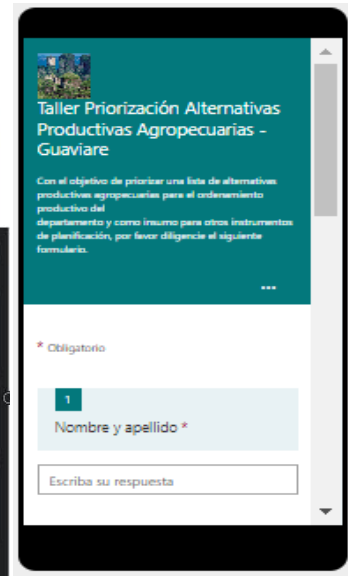 Taller Priorización Alternativas
Productivas Agropecuarias -
Guaviare
Con el objetivo de priorizar una lista de alternativas
productivas agropecuarias para el ordenamiento
productivo del
departamento y como insumo para otros instrumentos
de planificación, por favor diligencie el siguiente
formulario.
...
* Obligatorio
1
Nombre y apellido *
Escriba su respuesta